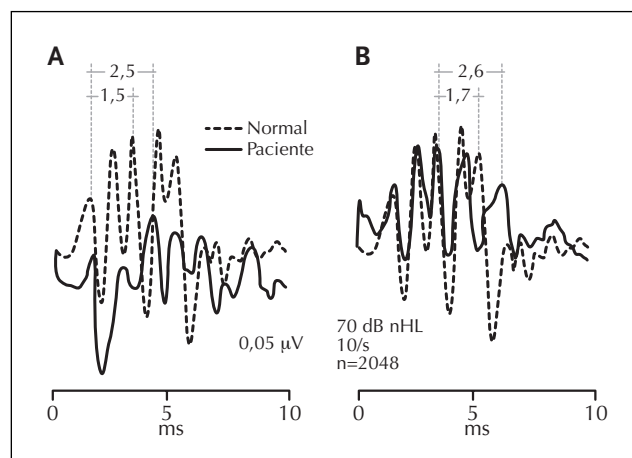 A
2,5
1,5
Normal
Paciente
0,05 µV
0 5 10
ms
B
2,6
1,7
70 dB nHL
10/s
n=2048
0 5 10
ms